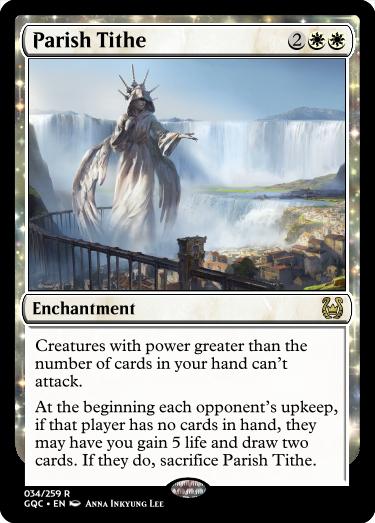 Parish Tithe 2
Enchantment
Creatures with power greater than the
number of cards in your hand can't
attack.
At the beginning each opponent's upkeep,
if that player has no cards in hand, they
may have you gain 5 life and draw two
cards. If they do, sacrifice Parish Tithe.
034/259 R
GQC • EN Anna Inkyung Lee